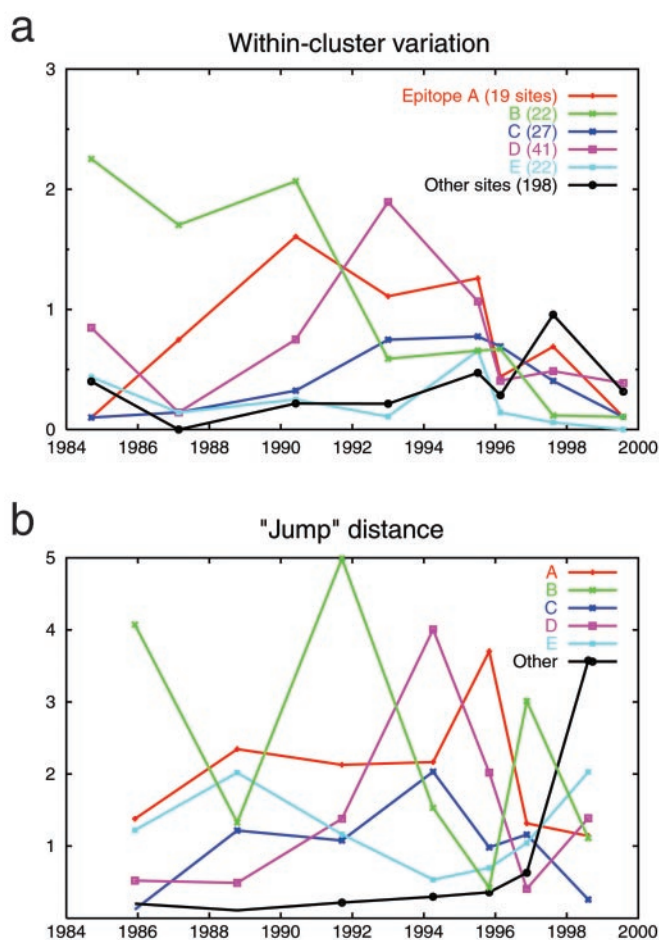 a
Within-cluster variation
3
2
1
0
Epitope A (19 sites)
B (22)
C (27)
D (41)
E (22)
Other sites (198)
1984 1986 1988 1990 1992 1994 1996 1998 2000
b
"Jump" distance
5
4
3
2
1
A
B
C
D
E
Other
1984 1986 1988 1990 1992 1994 1996 1998 2000